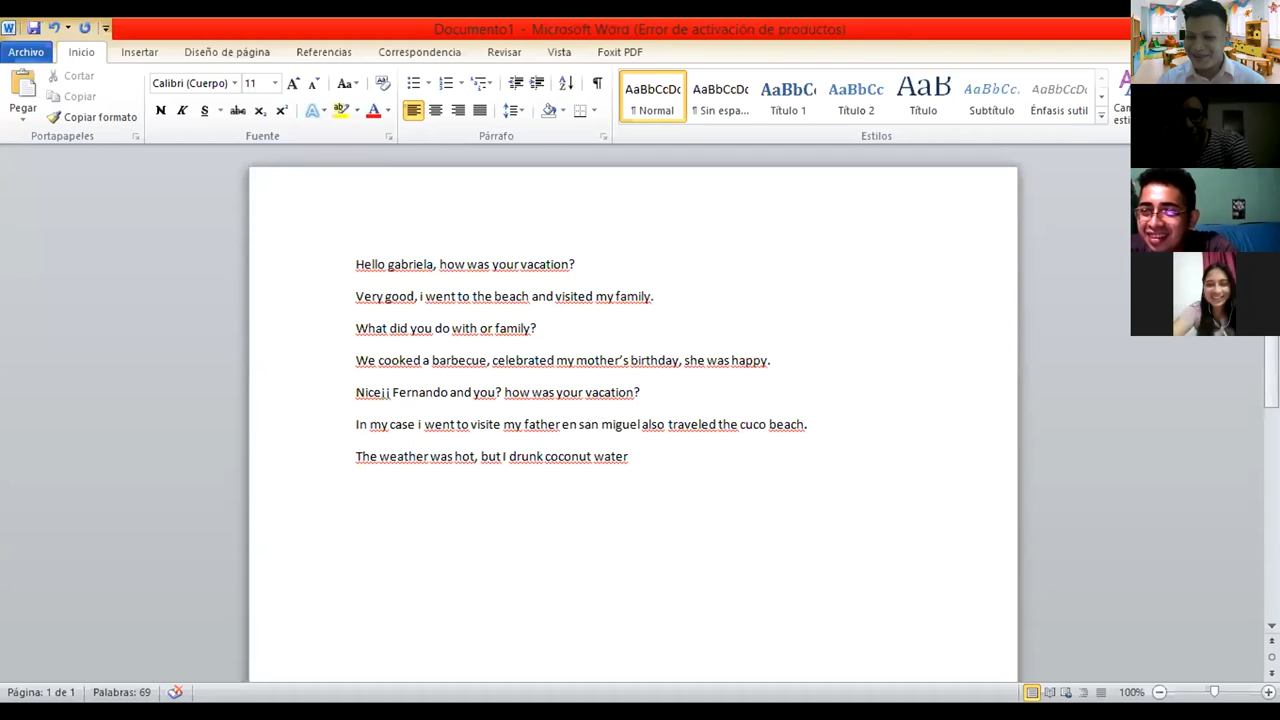 Documento1 - Microsoft Word (Error de activación de productos)
Archivo Inicio Insertar Diseño de página Referencias Correspondencia Revisar Vista Foxit PDF
Pegar
Cortar
Copiar
Copiar formato
Portapapeles
Calibri (Cuerpo) 11
N K S abc x₂ x²
Fuente
Párrafo
AaBbCcDc AaBbCcDc AaBbC AaBbCc AaB AaBbCc. AaBbCcDc
¶ Normal ¶ Sin espa... Título 1 Título 2 Título Subtítulo Énfasis sutil
Estilos
Hello gabriela, how was your vacation?
Very good, i went to the beach and visited my family.
What did you do with or family?
We cooked a barbecue, celebrated my mother’s birthday, she was happy.
Nice¡¡ Fernando and you? how was your vacation?
In my case i went to visite my father en san miguel also traveled the cuco beach.
The weather was hot, but I drunk coconut water
Página: 1 de 1 Palabras: 69 100%